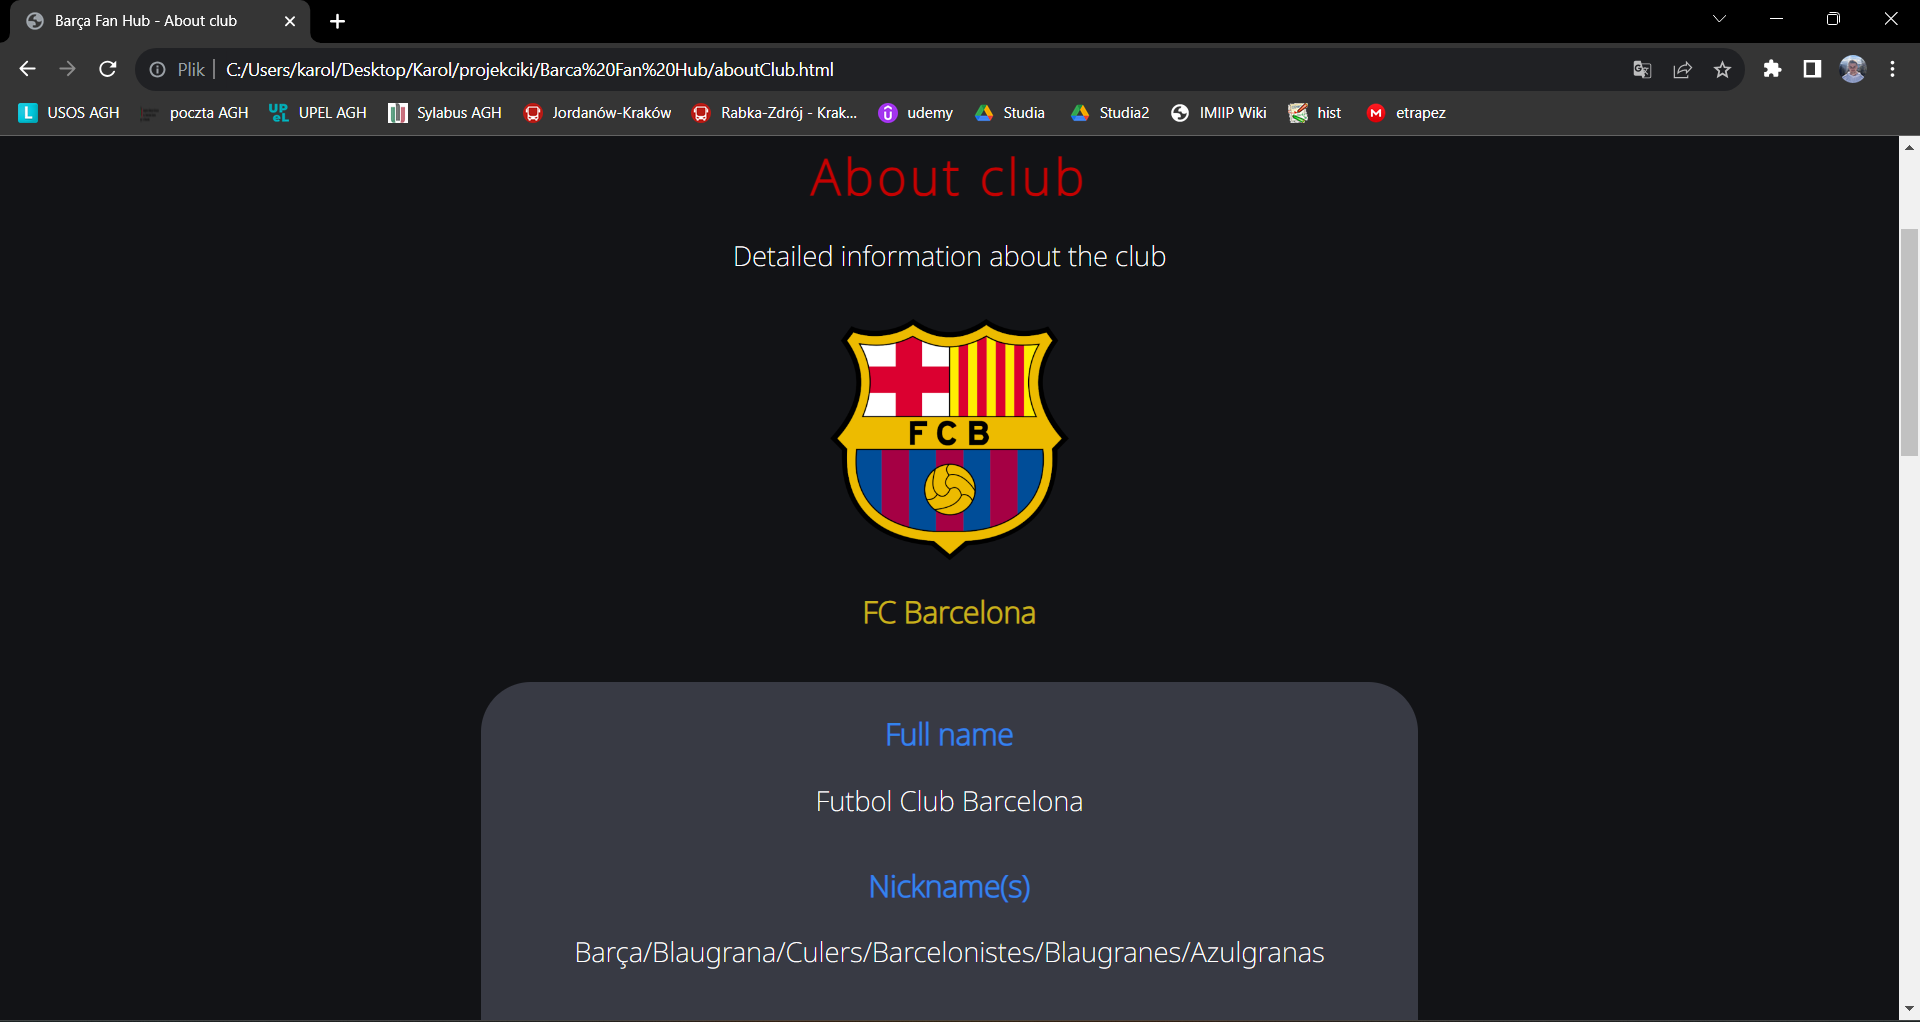 Barça Fan Hub - About club
Plik
C:/Users/karol/Desktop/Karol/projekciki/Barca%20Fan%20Hub/aboutClub.html
USOS AGH
poczta AGH
UPEL AGH
Sylabus AGH
Jordanów-Kraków
Rabka-Zdrój - Krak...
udemy
Studia
Studia2
IMIIP Wiki
hist
etrapez
About club
Detailed information about the club
FCB
FC Barcelona
Full name
Futbol Club Barcelona
Nickname(s)
Barça/Blaugrana/Culers/Barcelonistes/Blaugranes/Azulgranas